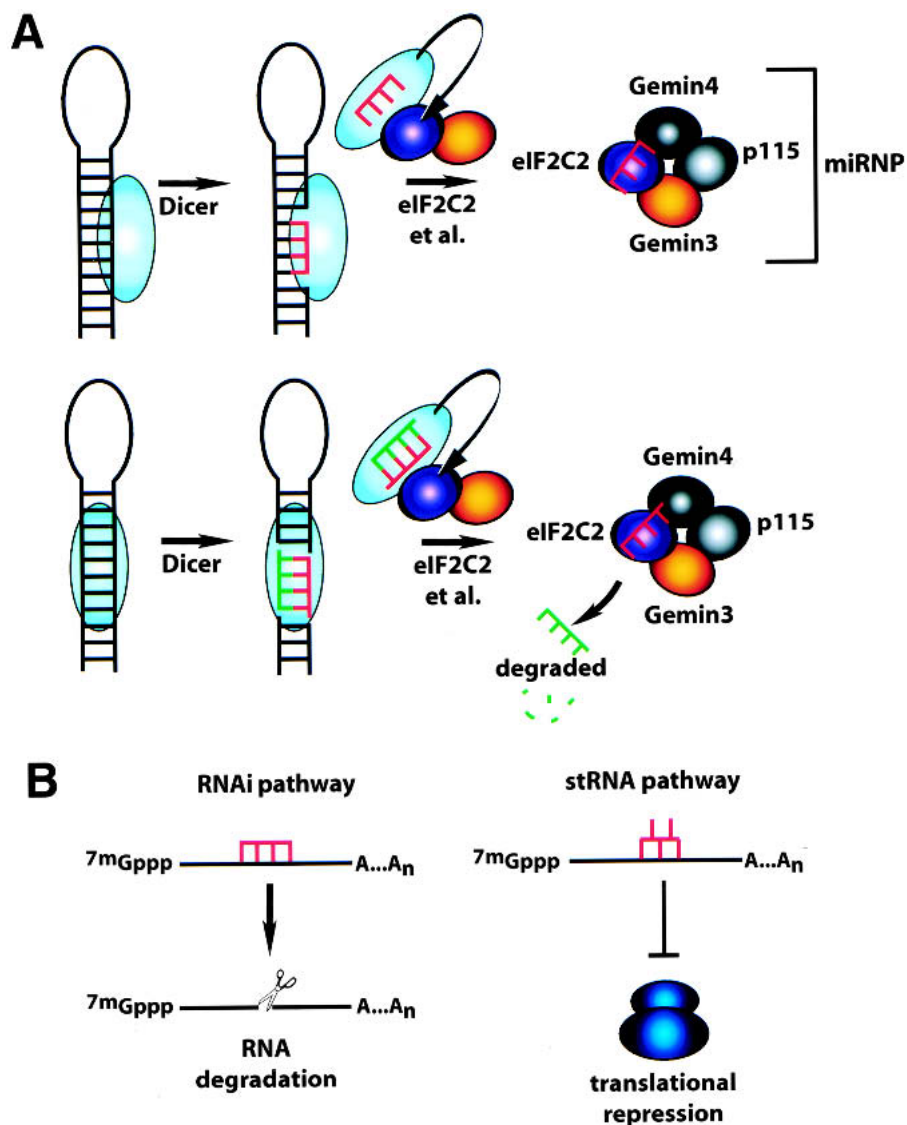 A
Dicer
eIF2C2
et al.
Gemin4
eIF2C2
p115
Gemin3
miRNP
Dicer
eIF2C2
et al.
Gemin4
eIF2C2
p115
Gemin3
degraded
B
RNAi pathway
7mGppp A...An
7mGppp A...An
RNA
degradation
stRNA pathway
7mGppp A...An
translational
repression